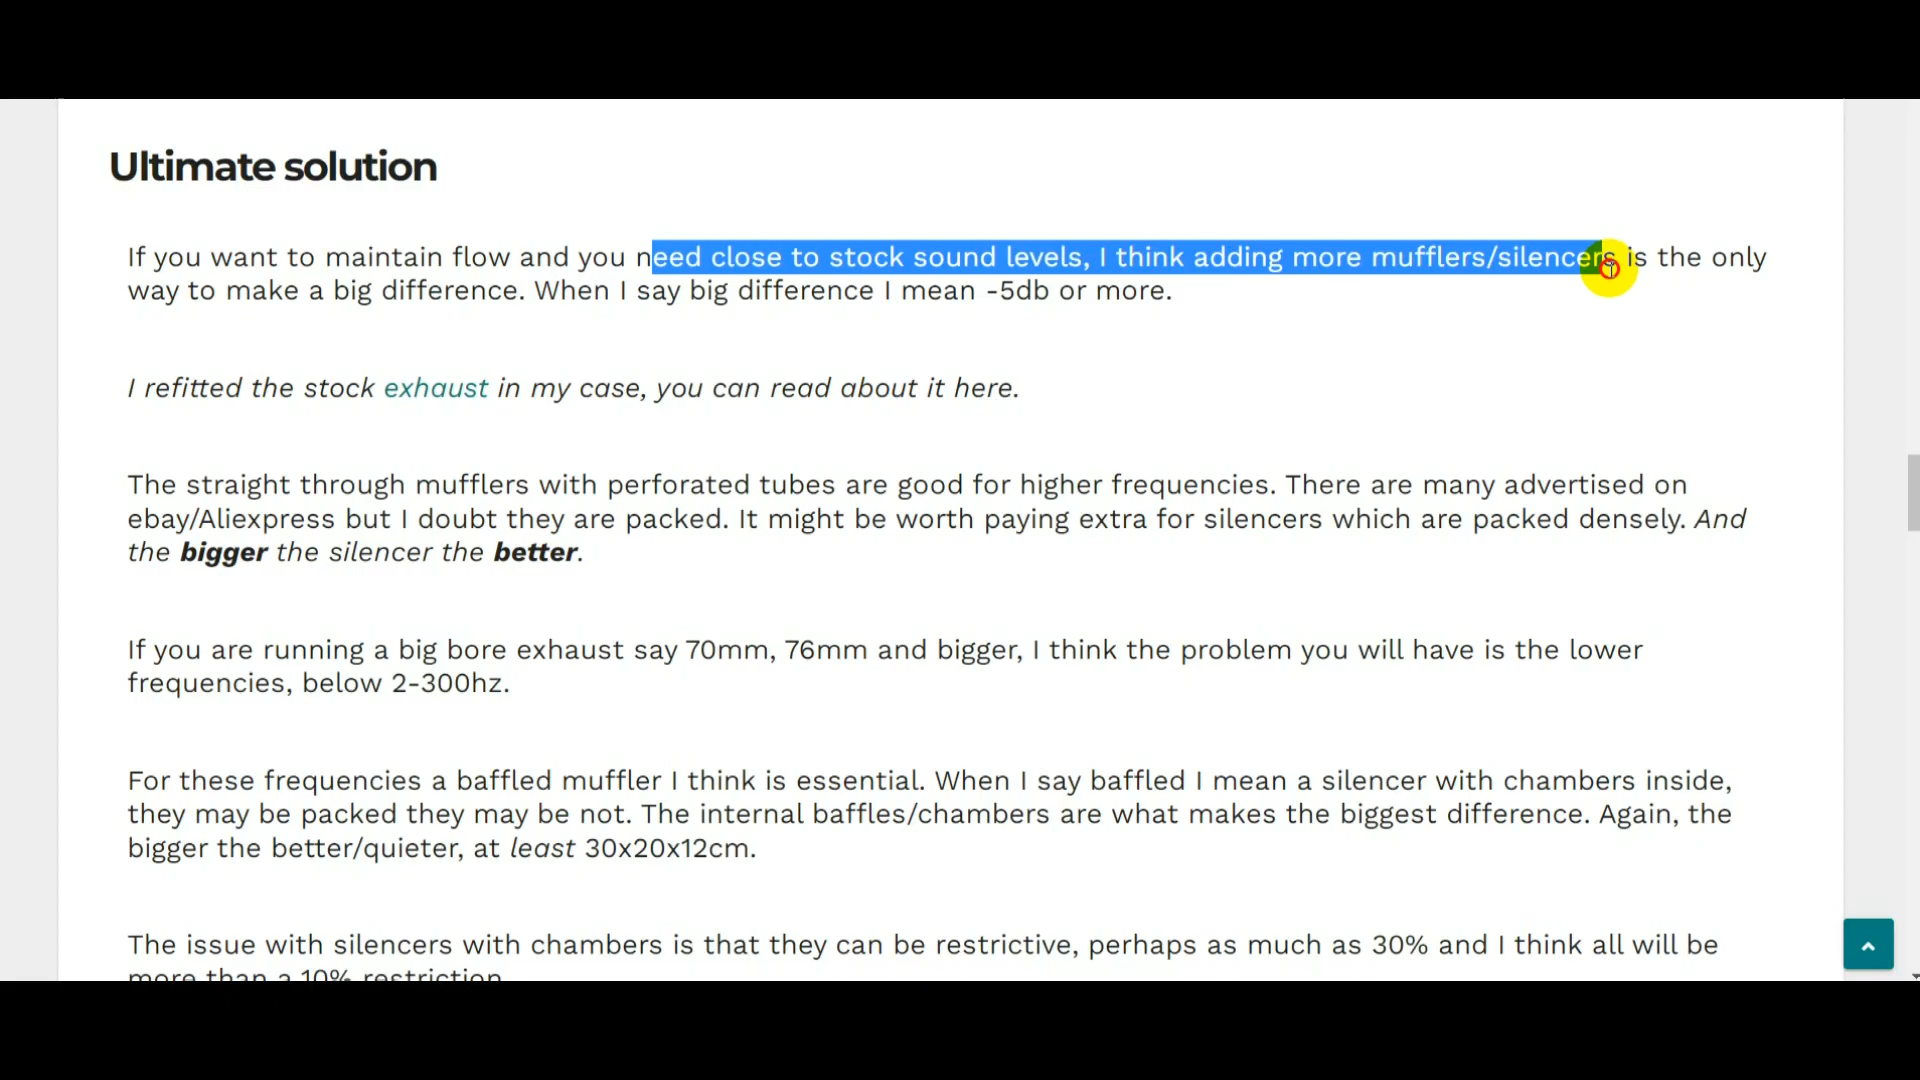 Ultimate solution
If you want to maintain flow and you need close to stock sound levels, I think adding more mufflers/silencers is the only
way to make a big difference. When I say big difference I mean -5db or more.
I refitted the stock exhaust in my case, you can read about it here.
The straight through mufflers with perforated tubes are good for higher frequencies. There are many advertised on
ebay/Aliexpress but I doubt they are packed. It might be worth paying extra for silencers which are packed densely. And
the bigger the silencer the better.
If you are running a big bore exhaust say 70mm, 76mm and bigger, I think the problem you will have is the lower
frequencies, below 2-300hz.
For these frequencies a baffled muffler I think is essential. When I say baffled I mean a silencer with chambers inside,
they may be packed they may be not. The internal baffles/chambers are what makes the biggest difference. Again, the
bigger the better/quieter, at least 30x20x12cm.
The issue with silencers with chambers is that they can be restrictive, perhaps as much as 30% and I think all will be
more than a 10% restriction